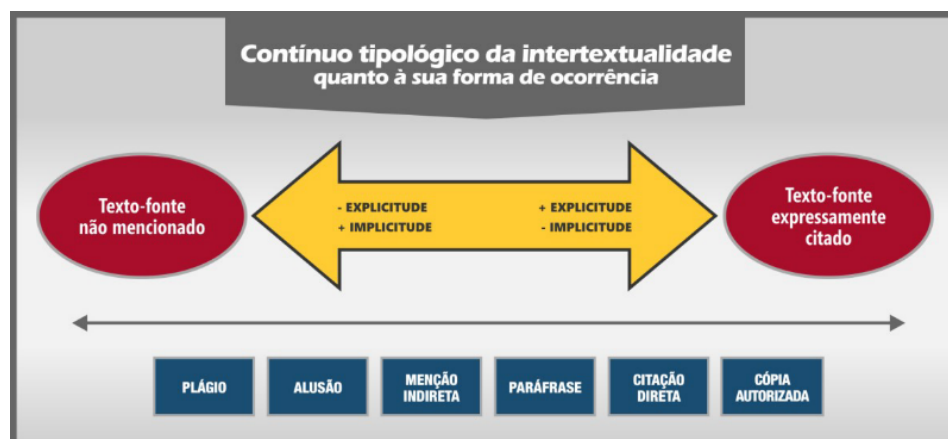 Contínuo tipológico da intertextualidade
quanto à sua forma de ocorrência
Texto-fonte
não mencionado
- EXPLICITUDE
+ IMPLICITUDE
+ EXPLICITUDE
- IMPLICITUDE
Texto-fonte
expressamente
citado
PLÁGIO
ALUSÃO
MENÇÃO
INDIRETA
PARÁFRASE
CITAÇÃO
DIRETA
CÓPIA
AUTORIZADA